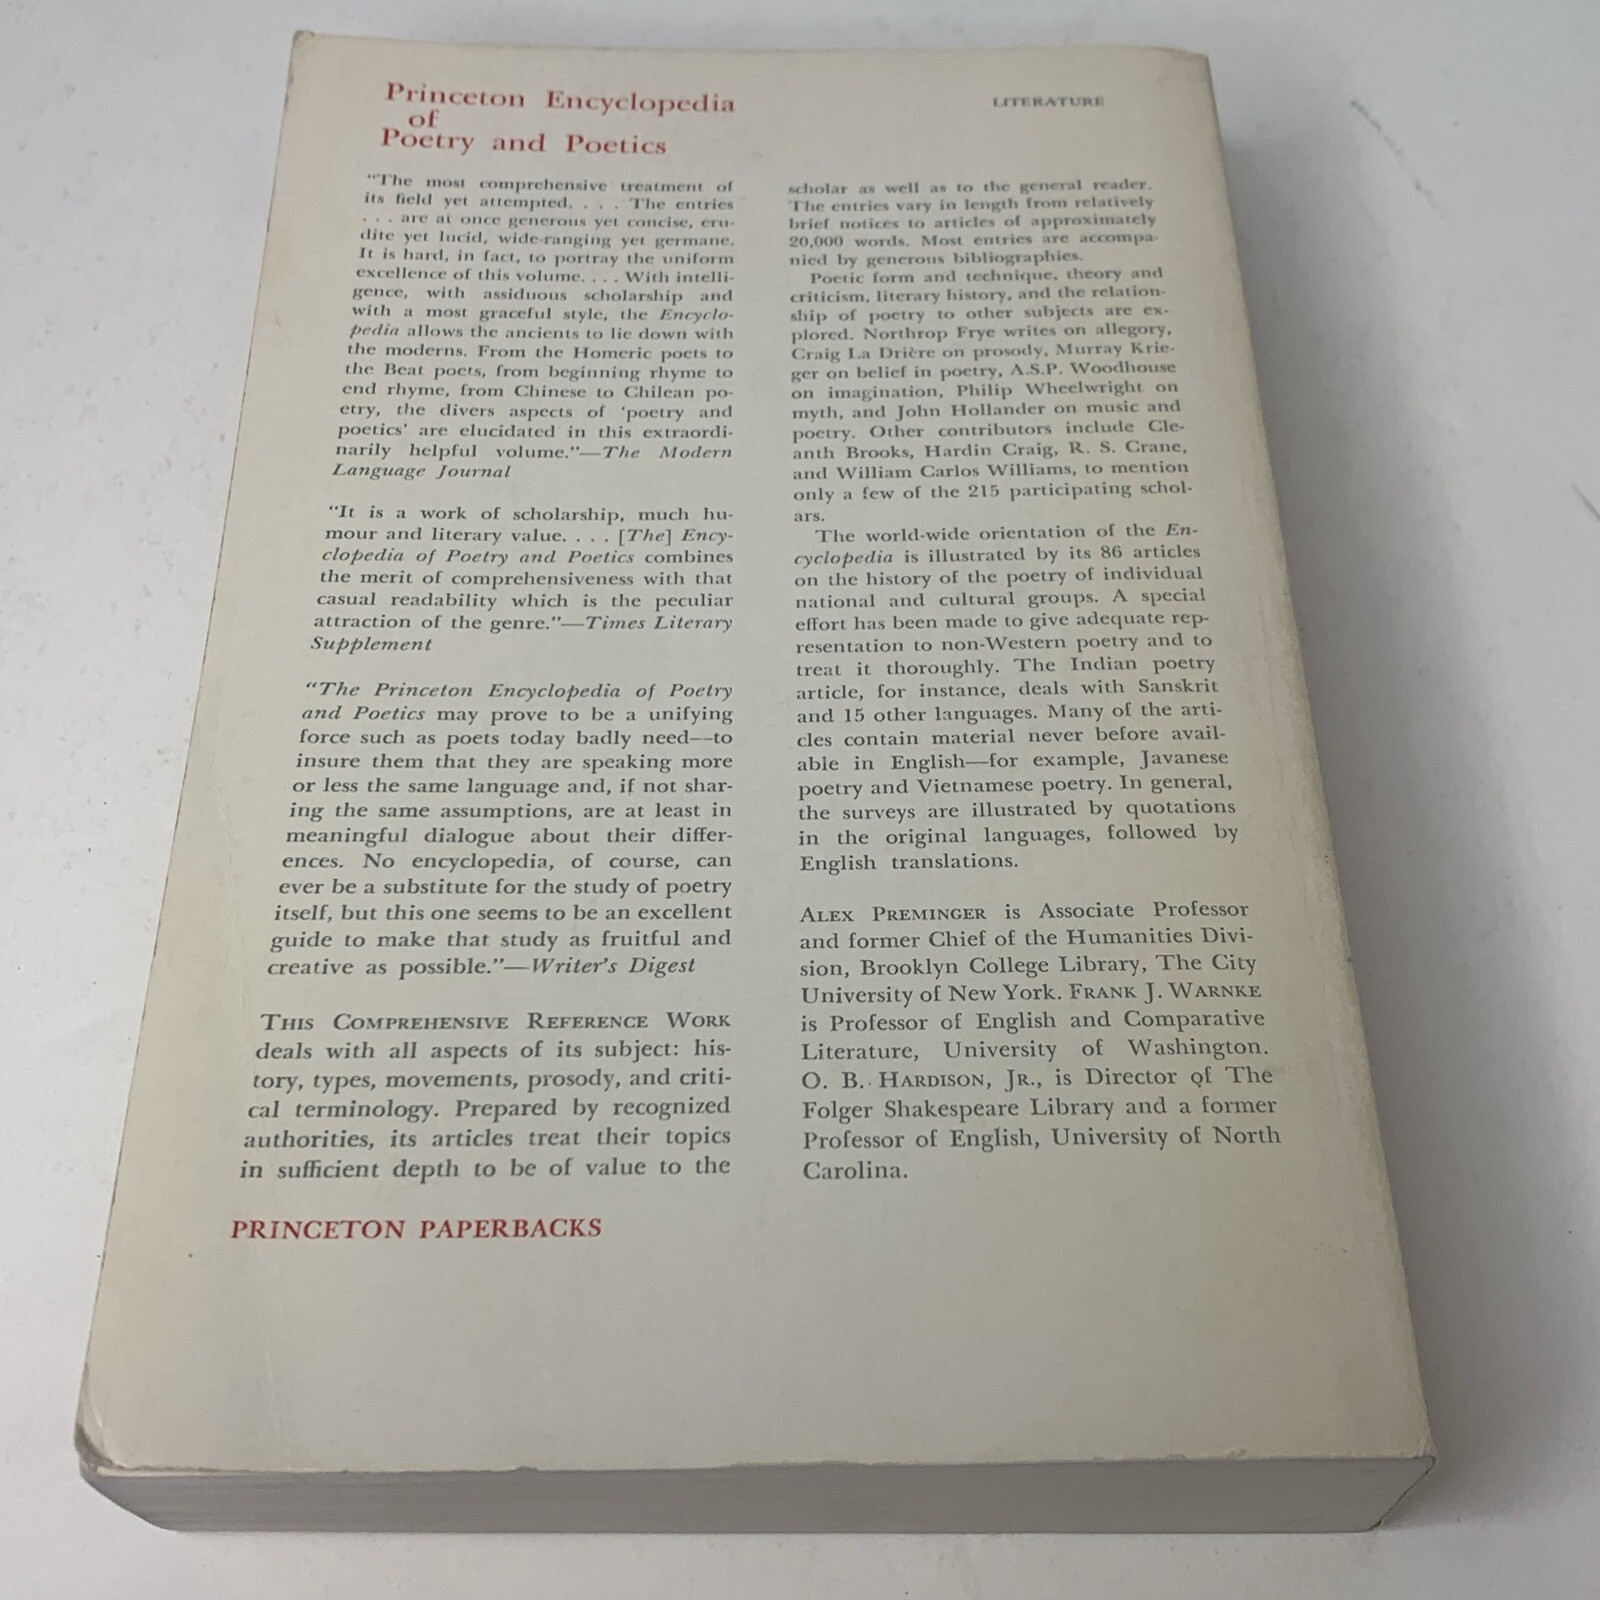 Princeton Encyclopedia
of
Poetry and Poetics
LITERATURE
"The most comprehensive treatment of
its field yet attempted. . . . The entries
. . . are at once generous yet concise, eru-
dite yet lucid, wide-ranging yet germane.
It is hard, in fact, to portray the uniform
excellence of this volume. . . . With intelli-
gence, with assiduous scholarship and
with a most graceful style, the Encyclo-
pedia allows the ancients to lie down with
the moderns. From the Homeric poets to
the Beat poets, from beginning rhyme to
end rhyme, from Chinese to Chilean po-
etry, the divers aspects of 'poetry and
poetics' are elucidated in this extraordi-
narily helpful volume."—The Modern
Language Journal
"It is a work of scholarship, much hu-
mour and literary value. . . . [The] Ency-
clopedia of Poetry and Poetics combines
the merit of comprehensiveness with that
casual readability which is the peculiar
attraction of the genre."—Times Literary
Supplement
"The Princeton Encyclopedia of Poetry
and Poetics may prove to be a unifying
force such as poets today badly need—to
insure them that they are speaking more
or less the same language and, if not shar-
ing the same assumptions, are at least in
meaningful dialogue about their differ-
ences. No encyclopedia, of course, can
ever be a substitute for the study of poetry
itself, but this one seems to be an excellent
guide to make that study as fruitful and
creative as possible."—Writer's Digest
THIS COMPREHENSIVE REFERENCE WORK
deals with all aspects of its subject: his-
tory, types, movements, prosody, and criti-
cal terminology. Prepared by recognized
authorities, its articles treat their topics
in sufficient depth to be of value to the
scholar as well as to the general reader.
The entries vary in length from relatively
brief notices to articles of approximately
20,000 words. Most entries are accompa-
nied by generous bibliographies.
Poetic form and technique, theory and
criticism, literary history, and the relation-
ship of poetry to other subjects are ex-
plored. Northrop Frye writes on allegory,
Craig La Drière on prosody, Murray Krie-
ger on belief in poetry, A.S.P. Woodhouse
on imagination, Philip Wheelwright on
myth, and John Hollander on music and
poetry. Other contributors include Cle-
anth Brooks, Hardin Craig, R. S. Crane,
and William Carlos Williams, to mention
only a few of the 215 participating schol-
ars.
The world-wide orientation of the En-
cyclopedia is illustrated by its 86 articles
on the history of the poetry of individual
national and cultural groups. A special
effort has been made to give adequate rep-
resentation to non-Western poetry and to
treat it thoroughly. The Indian poetry
article, for instance, deals with Sanskrit
and 15 other languages. Many of the arti-
cles contain material never before avail-
able in English—for example, Javanese
poetry and Vietnamese poetry. In general,
the surveys are illustrated by quotations
in the original languages, followed by
English translations.
ALEX PREMINGER is Associate Professor
and former Chief of the Humanities Divi-
sion, Brooklyn College Library, The City
University of New York. FRANK J. WARNKE
is Professor of English and Comparative
Literature, University of Washington.
O. B. HARDISON, JR., is Director of The
Folger Shakespeare Library and a former
Professor of English, University of North
Carolina.
PRINCETON PAPERBACKS